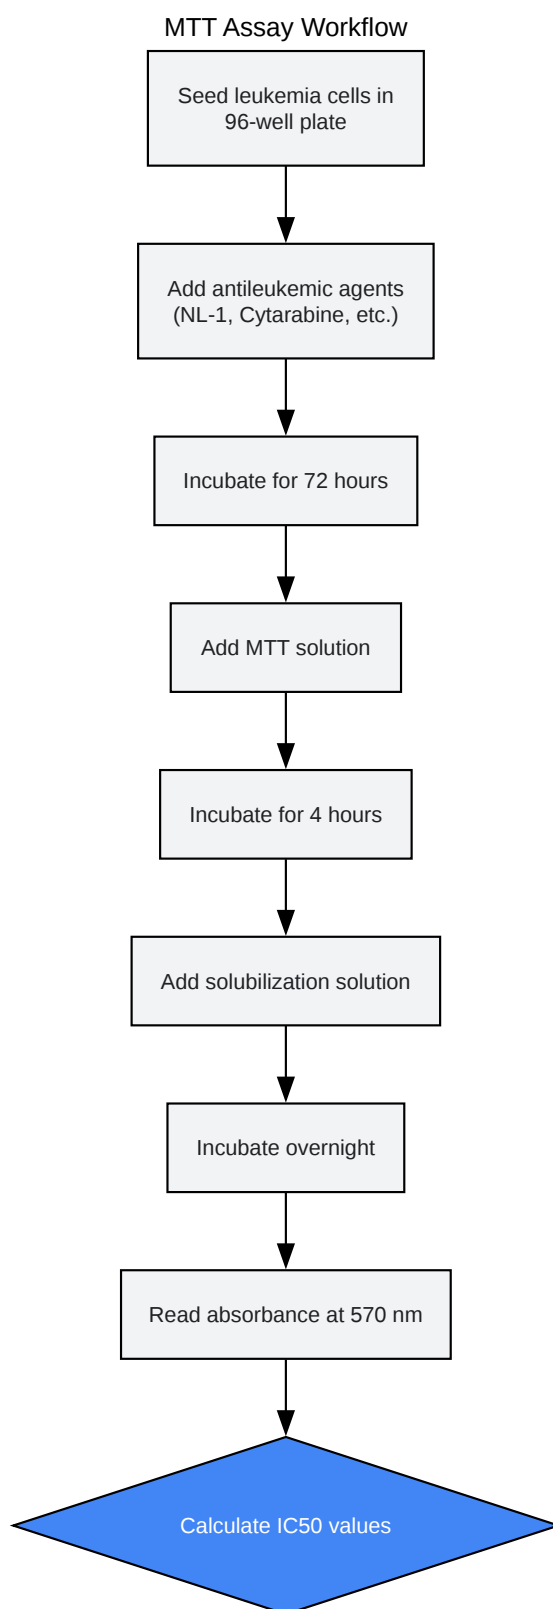 MTT Assay Workflow
Seed leukemia cells in
96-well plate
Add antileukemic agents
(NL-1, Cytarabine, etc.)
Incubate for 72 hours
Add MTT solution
Incubate for 4 hours
Add solubilization solution
Incubate overnight
Read absorbance at 570 nm
Calculate IC50 values